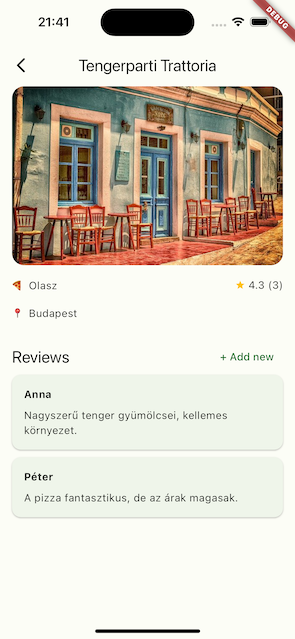 21:41
DEBUG
Tengerparti Trattoria
Olasz
4.3 (3)
Budapest
Reviews
+ Add new
Anna
Nagyszerű tenger gyümölcsei, kellemes
környezet.
Péter
A pizza fantasztikus, de az árak magasak.